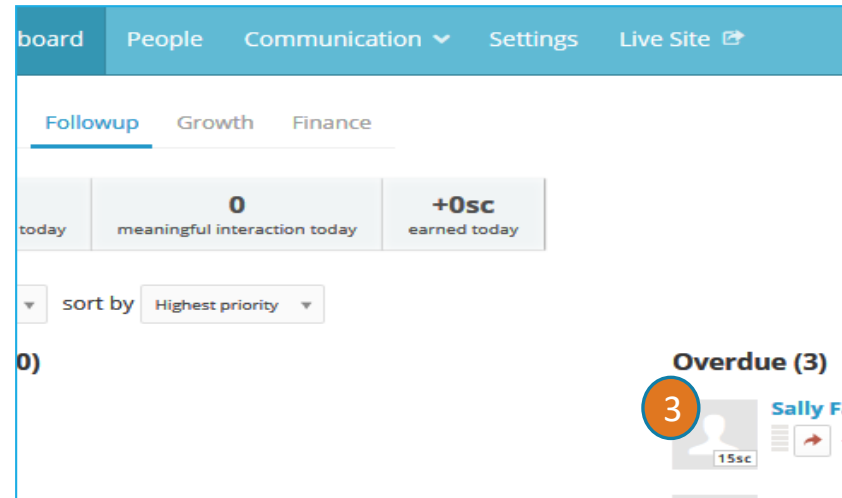 board People Communication Settings Live Site
Followup Growth Finance
0 +0sc
today meaningful interaction today earned today
sort by Highest priority
0) Overdue (3)
3 Sally F
15sc